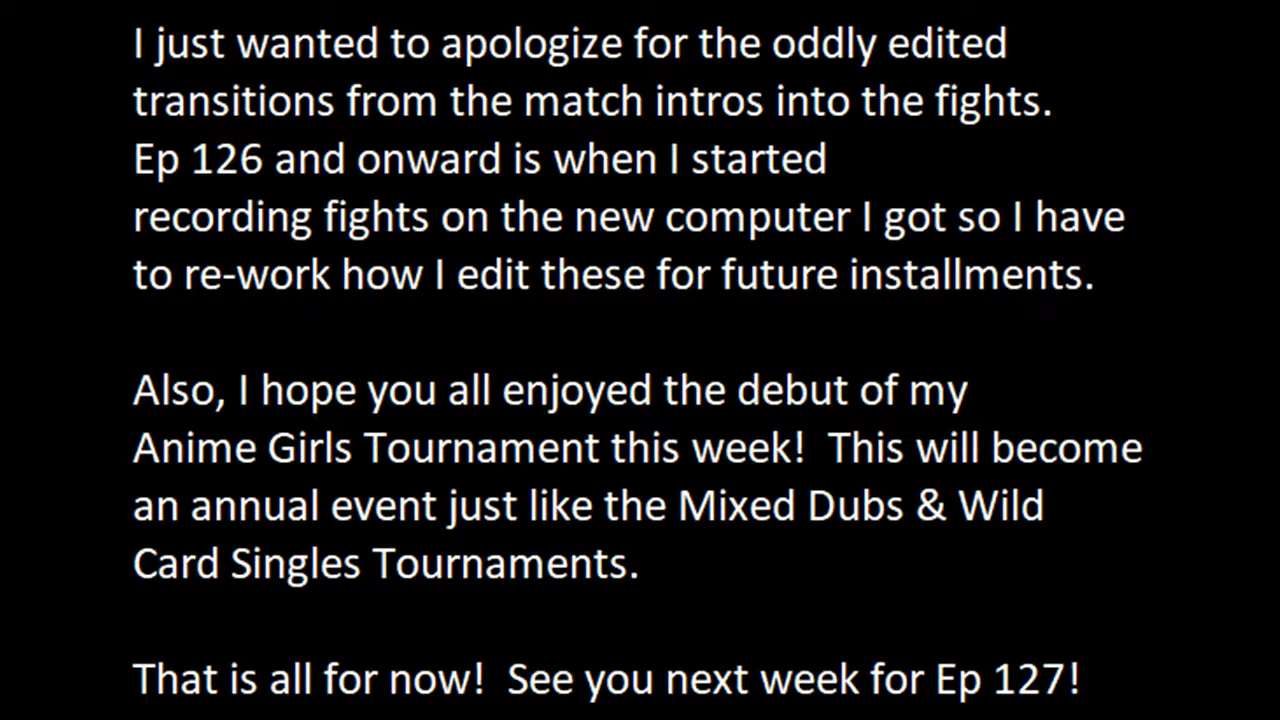 I just wanted to apologize for the oddly edited
transitions from the match intros into the fights.
Ep 126 and onward is when I started
recording fights on the new computer I got so I have
to re-work how I edit these for future installments.
Also, I hope you all enjoyed the debut of my
Anime Girls Tournament this week!  This will become
an annual event just like the Mixed Dubs & Wild
Card Singles Tournaments.
That is all for now!  See you next week for Ep 127!